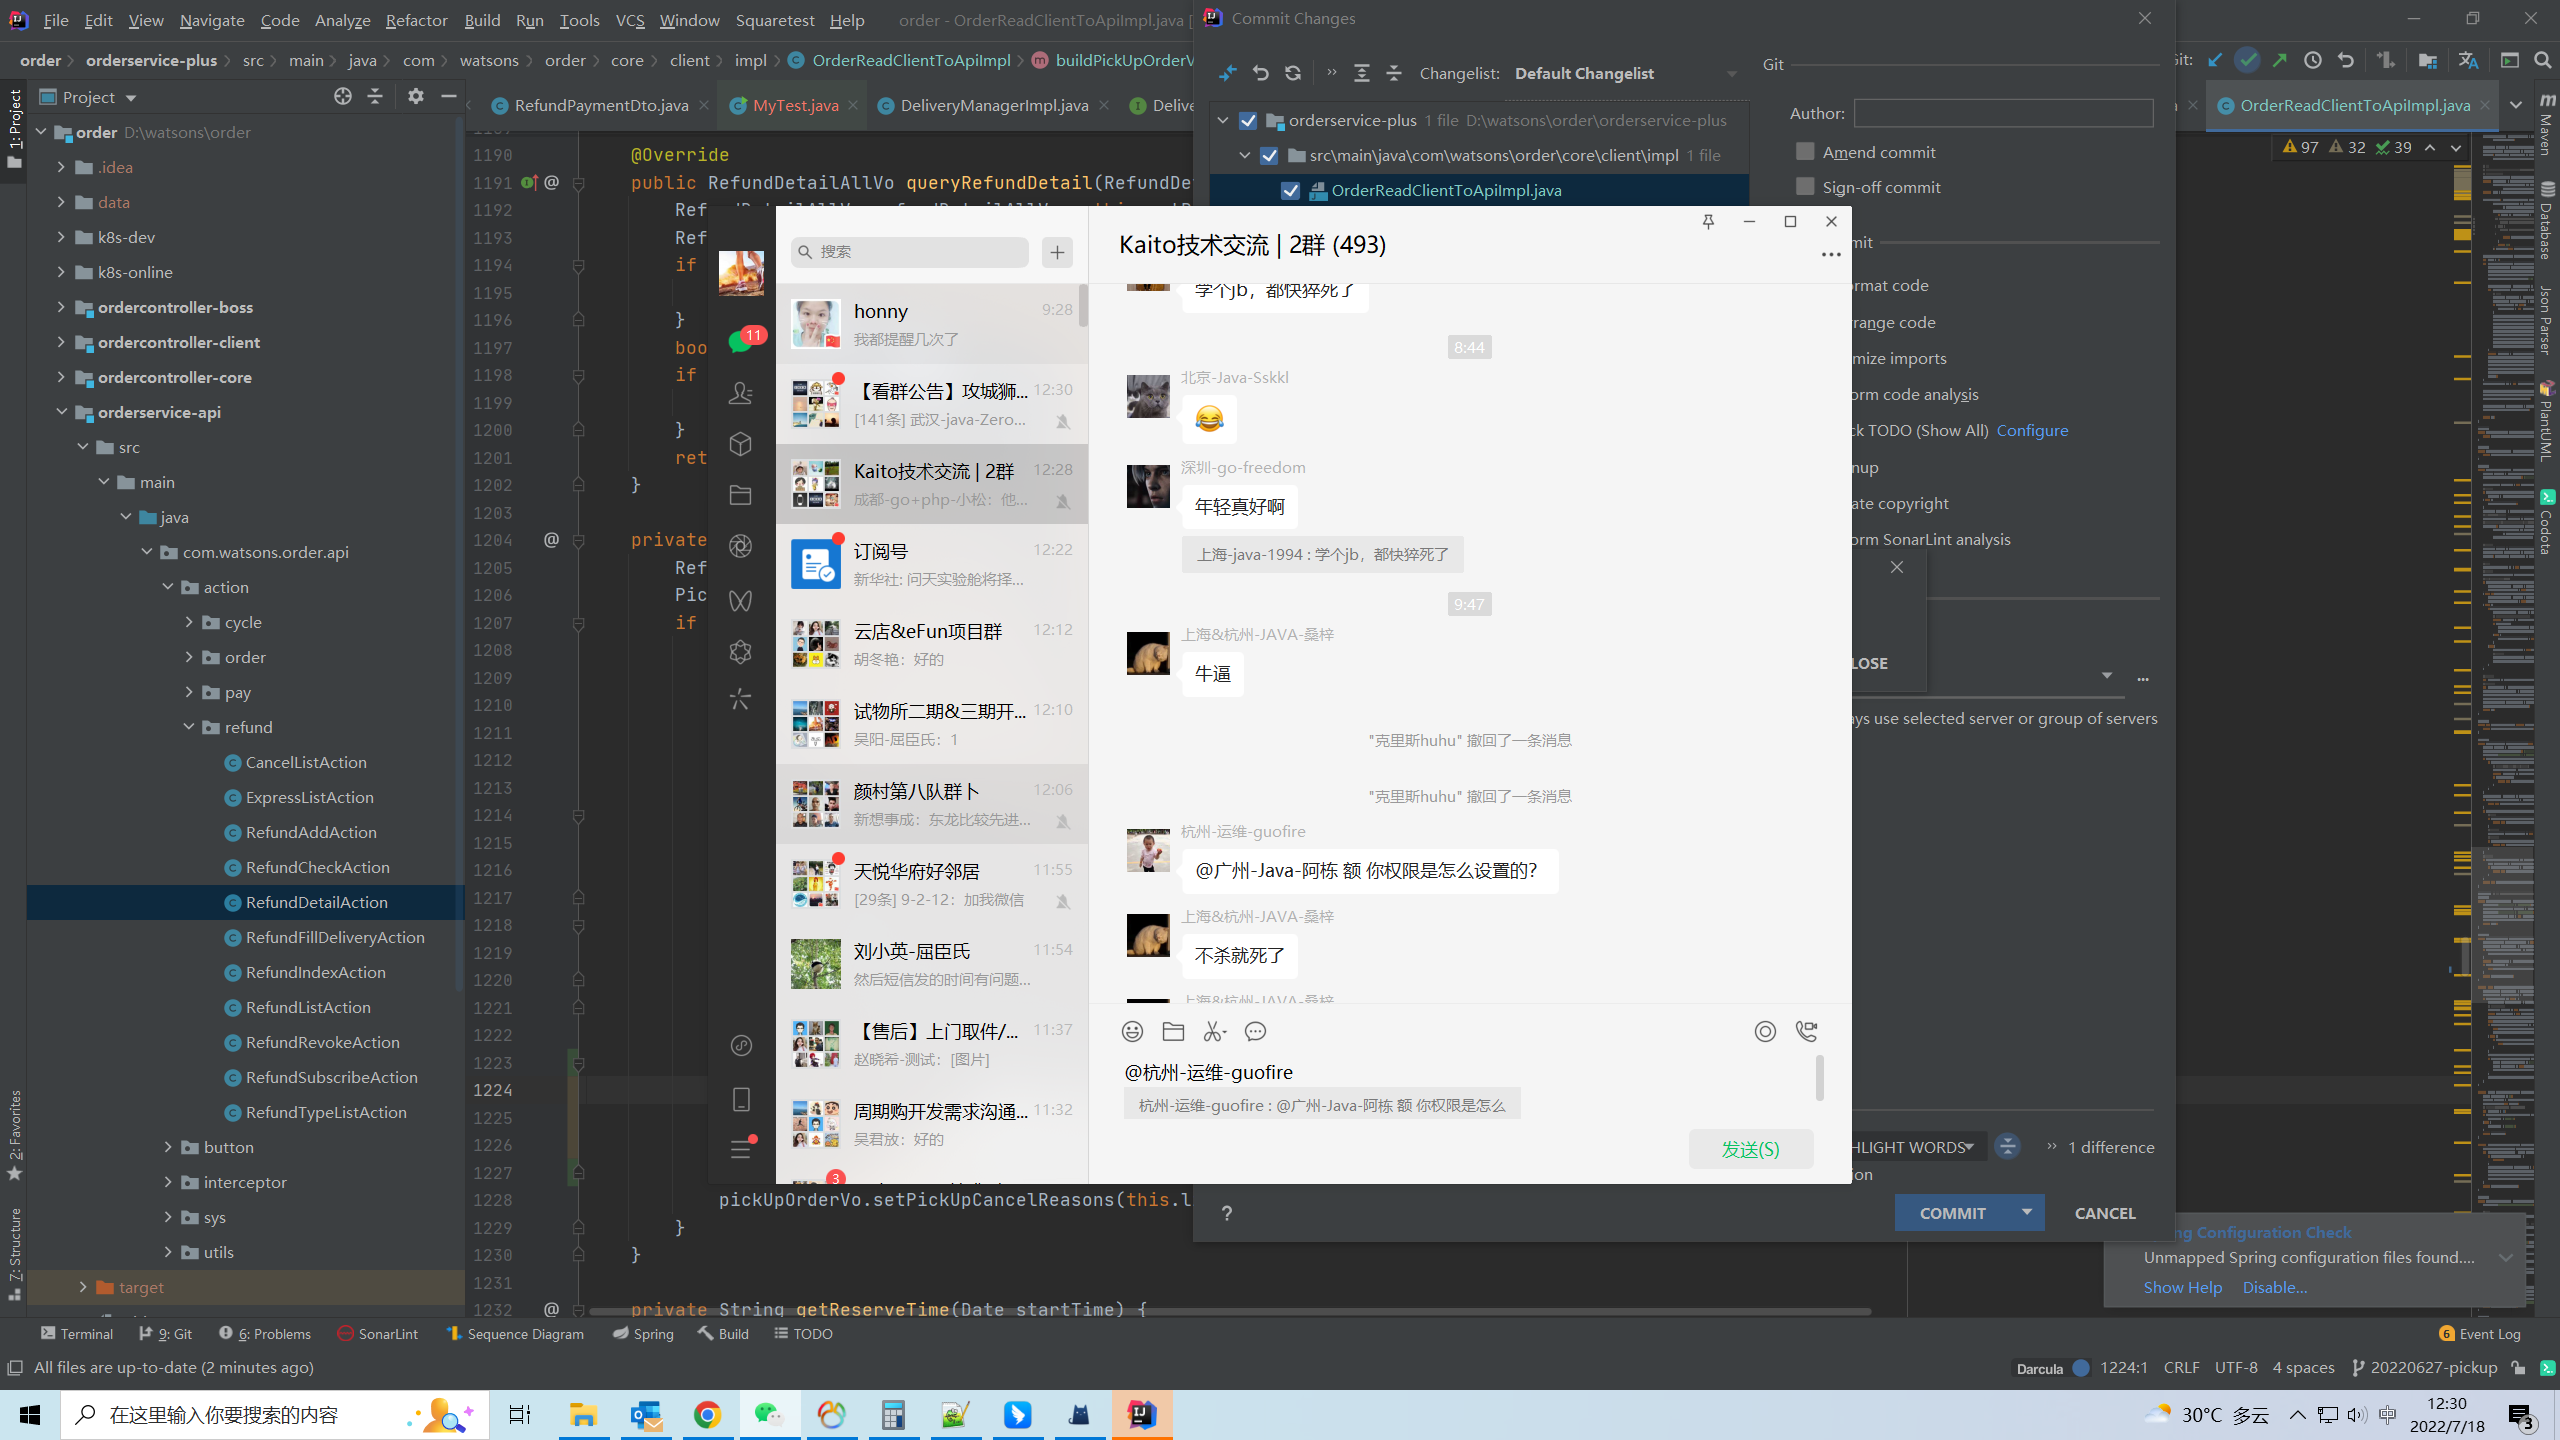 File Edit View Navigate Code Analyze Refactor Build Run Tools VCS Window Squaretest Help order - OrderReadClientToApiImpl.java
order orderservice-plus src main java com watsons order core client impl OrderReadClientToApiImpl buildPickUpOrderV
Project
RefundPaymentDto.java MyTest.java DeliveryManagerImpl.java Delive OrderReadClientToApiImpl.java
1: Project
order D:\watsons\order
.idea
data
k8s-dev
k8s-online
ordercontroller-boss
ordercontroller-client
ordercontroller-core
orderservice-api
src
main
java
com.watsons.order.api
action
cycle
order
pay
refund
CancelListAction
ExpressListAction
RefundAddAction
RefundCheckAction
RefundDetailAction
RefundFillDeliveryAction
RefundIndexAction
RefundListAction
RefundRevokeAction
RefundSubscribeAction
RefundTypeListAction
button
interceptor
sys
utils
target
2: Favorites
7: Structure
1190 @Override
1191 @ public RefundDetailAllVo queryRefundDetail(RefundDe
1192
1193 Ref
1194 if
1195
1196 }
1197 boo
1198 if
1199
1200 }
1201 ret
1202 }
1203
1204 @ private
1205 Ref
1206 Pic
1207 if
1208
1209
1210
1211
1212
1213
1214
1215
1216
1217
1218
1219
1220
1221
1222
1223
1224
1225
1226
1227
1228 pickUpOrderVo.setPickUpCancelReasons(this.l
1229 }
1230 }
1231
1232 @ private String getReserveTime(Date startTime) {
Commit Changes
Changelist: Default Changelist
orderservice-plus 1 file D:\watsons\order\orderservice-plus
src\main\java\com\watsons\order\core\client\impl 1 file
OrderReadClientToApiImpl.java
Git
Author:
Amend commit
Sign-off commit
mit
rmat code
range code
mize imports
orm code analysis
ck TODO (Show All) Configure
nup
ate copyright
orm SonarLint analysis
LOSE
ays use selected server or group of servers
HLIGHT WORDS 1 difference
ion
? COMMIT CANCEL
97 32 39
Maven
Database
Json Parser
PlantUML
Codota
搜索
11
honny 9:28
我都提醒几次了
【看群公告】攻城狮... 12:30
[141条] 武汉-java-Zero...
Kaito技术交流 | 2群 12:28
成都-go+php-小松：他...
订阅号 12:22
新华社: 问天实验舱将择...
云店&eFun项目群 12:12
胡冬艳：好的
试物所二期&三期开... 12:10
吴阳-屈臣氏：1
颜村第八队群卜 12:06
新想事成：东龙比较先进...
天悦华府好邻居 11:55
[29条] 9-2-12：加我微信
刘小英-屈臣氏 11:54
然后短信发的时间有问题...
【售后】上门取件/... 11:37
赵晓希-测试：[图片]
周期购开发需求沟通... 11:32
吴君放：好的
3
Kaito技术交流 | 2群 (493)
学个jb，都快猝死了
8:44
北京-Java-Sskkl
深圳-go-freedom
年轻真好啊
上海-java-1994 : 学个jb，都快猝死了
9:47
上海&杭州-JAVA-桑梓
牛逼
"克里斯huhu" 撤回了一条消息
"克里斯huhu" 撤回了一条消息
杭州-运维-guofire
@广州-Java-阿栋 额 你权限是怎么设置的？
上海&杭州-JAVA-桑梓
不杀就死了
上海&杭州-JAVA-桑梓
@杭州-运维-guofire
杭州-运维-guofire : @广州-Java-阿栋 额 你权限是怎么
发送(S)
ng Configuration Check
Unmapped Spring configuration files found....
Show Help Disable...
Terminal 9: Git 6: Problems SonarLint Sequence Diagram Spring Build TODO 6 Event Log
All files are up-to-date (2 minutes ago) Darcula 1224:1 CRLF UTF-8 4 spaces 20220627-pickup
在这里输入你要搜索的内容
30°C 多云 中 12:30
2022/7/18
3